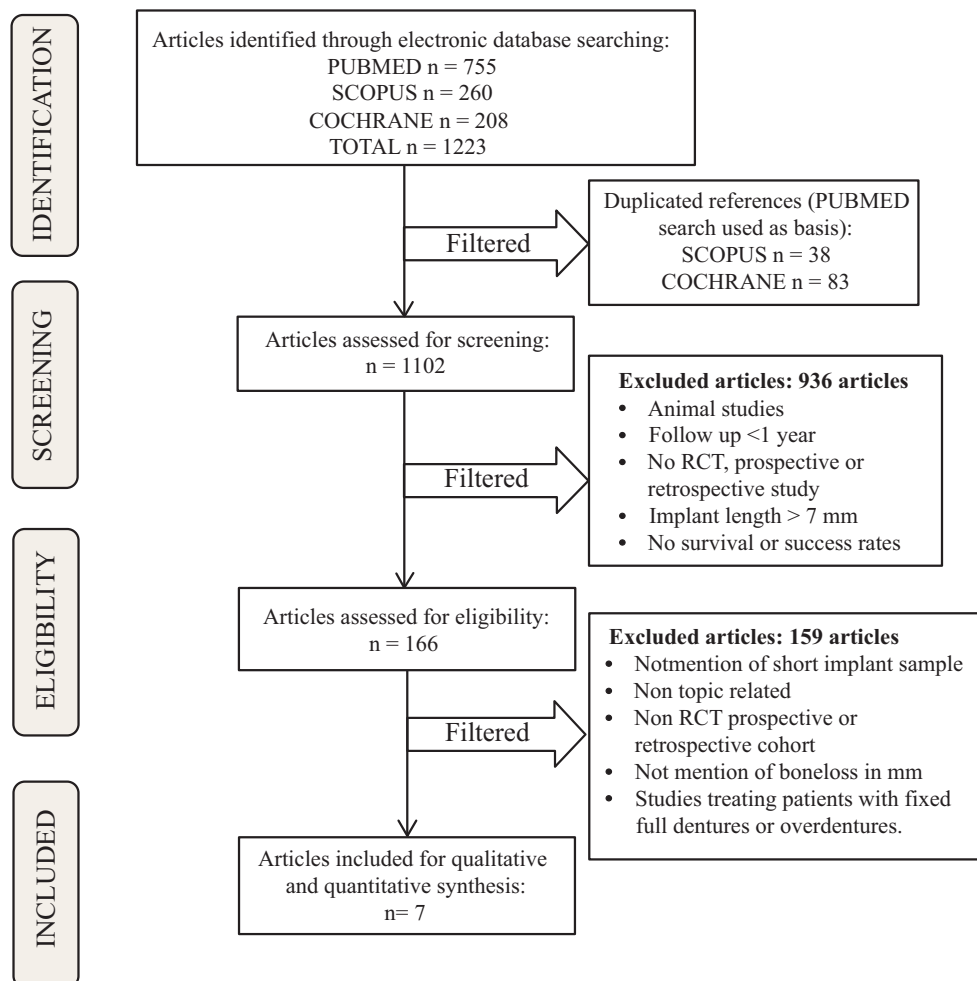 IDENTIFICATION
Articles identified through electronic database searching:
PUBMED n = 755
SCOPUS n = 260
COCHRANE n = 208
TOTAL n = 1223
Filtered
Duplicated references (PUBMED
search used as basis):
SCOPUS n = 38
COCHRANE n = 83
SCREENING
Articles assessed for screening:
n = 1102
Filtered
Excluded articles: 936 articles
• Animal studies
• Follow up <1 year
• No RCT, prospective or
retrospective study
• Implant length > 7 mm
• No survival or success rates
ELIGIBILITY
Articles assessed for eligibility:
n = 166
Filtered
Excluded articles: 159 articles
• Notmention of short implant sample
• Non topic related
• Non RCT prospective or
retrospective cohort
• Not mention of boneloss in mm
• Studies treating patients with fixed
full dentures or overdentures.
INCLUDED
Articles included for qualitative
and quantitative synthesis:
n= 7